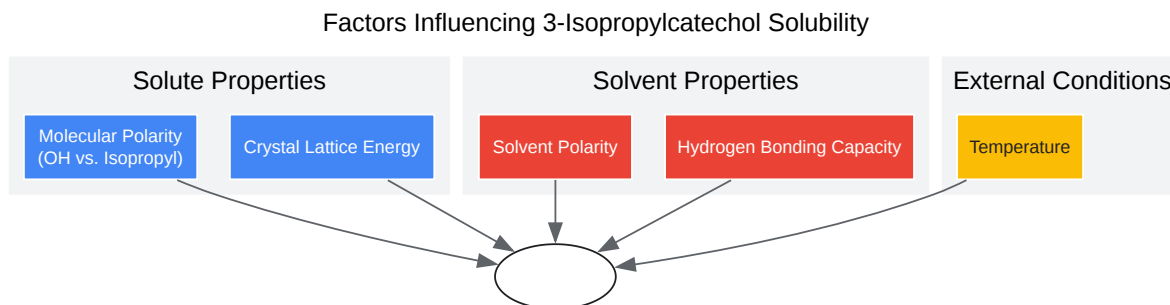 Factors Influencing 3-Isopropylcatechol Solubility
Solute Properties
Solvent Properties
External Conditions
Molecular Polarity
(OH vs. Isopropyl)
Crystal Lattice Energy
Solvent Polarity
Hydrogen Bonding Capacity
Temperature